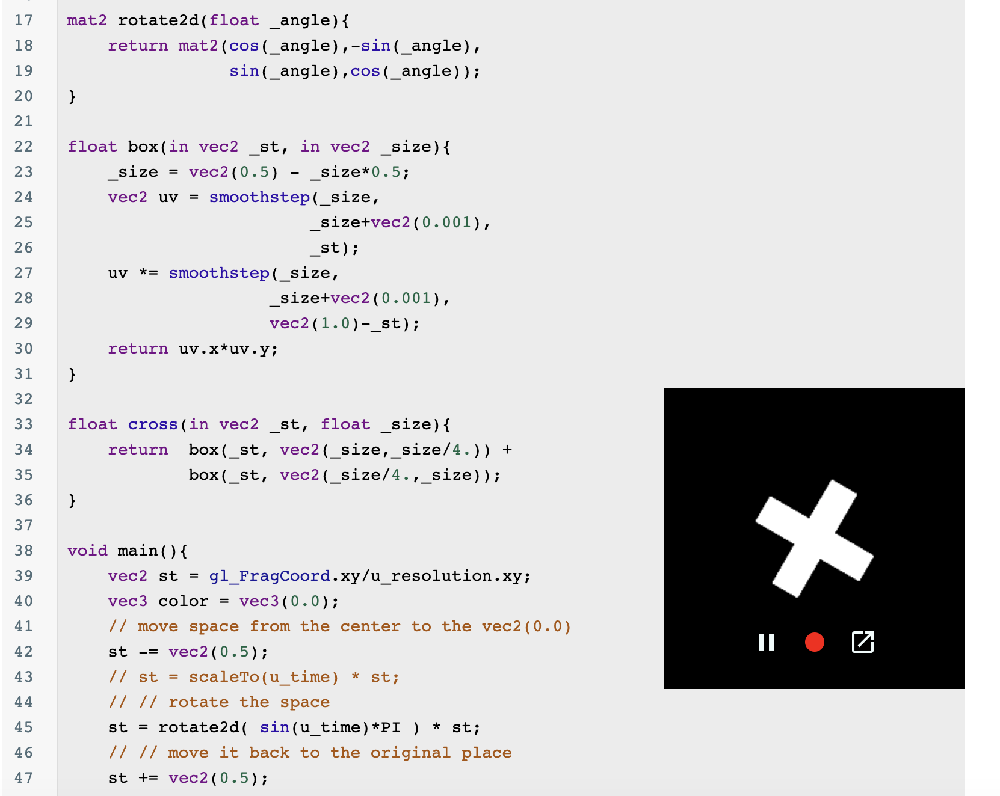 17 mat2 rotate2d(float _angle){
18     return mat2(cos(_angle),-sin(_angle),
19                 sin(_angle),cos(_angle));
20 }
21
22 float box(in vec2 _st, in vec2 _size){
23     _size = vec2(0.5) - _size*0.5;
24     vec2 uv = smoothstep(_size,
25                         _size+vec2(0.001),
26                         _st);
27     uv *= smoothstep(_size,
28                     _size+vec2(0.001),
29                     vec2(1.0)-_st);
30     return uv.x*uv.y;
31 }
32
33 float cross(in vec2 _st, float _size){
34     return  box(_st, vec2(_size,_size/4.)) +
35             box(_st, vec2(_size/4.,_size));
36 }
37
38 void main(){
39     vec2 st = gl_FragCoord.xy/u_resolution.xy;
40     vec3 color = vec3(0.0);
41     // move space from the center to the vec2(0.0)
42     st -= vec2(0.5);
43     // st = scaleTo(u_time) * st;
44     // // rotate the space
45     st = rotate2d( sin(u_time)*PI ) * st;
46     // // move it back to the original place
47     st += vec2(0.5);